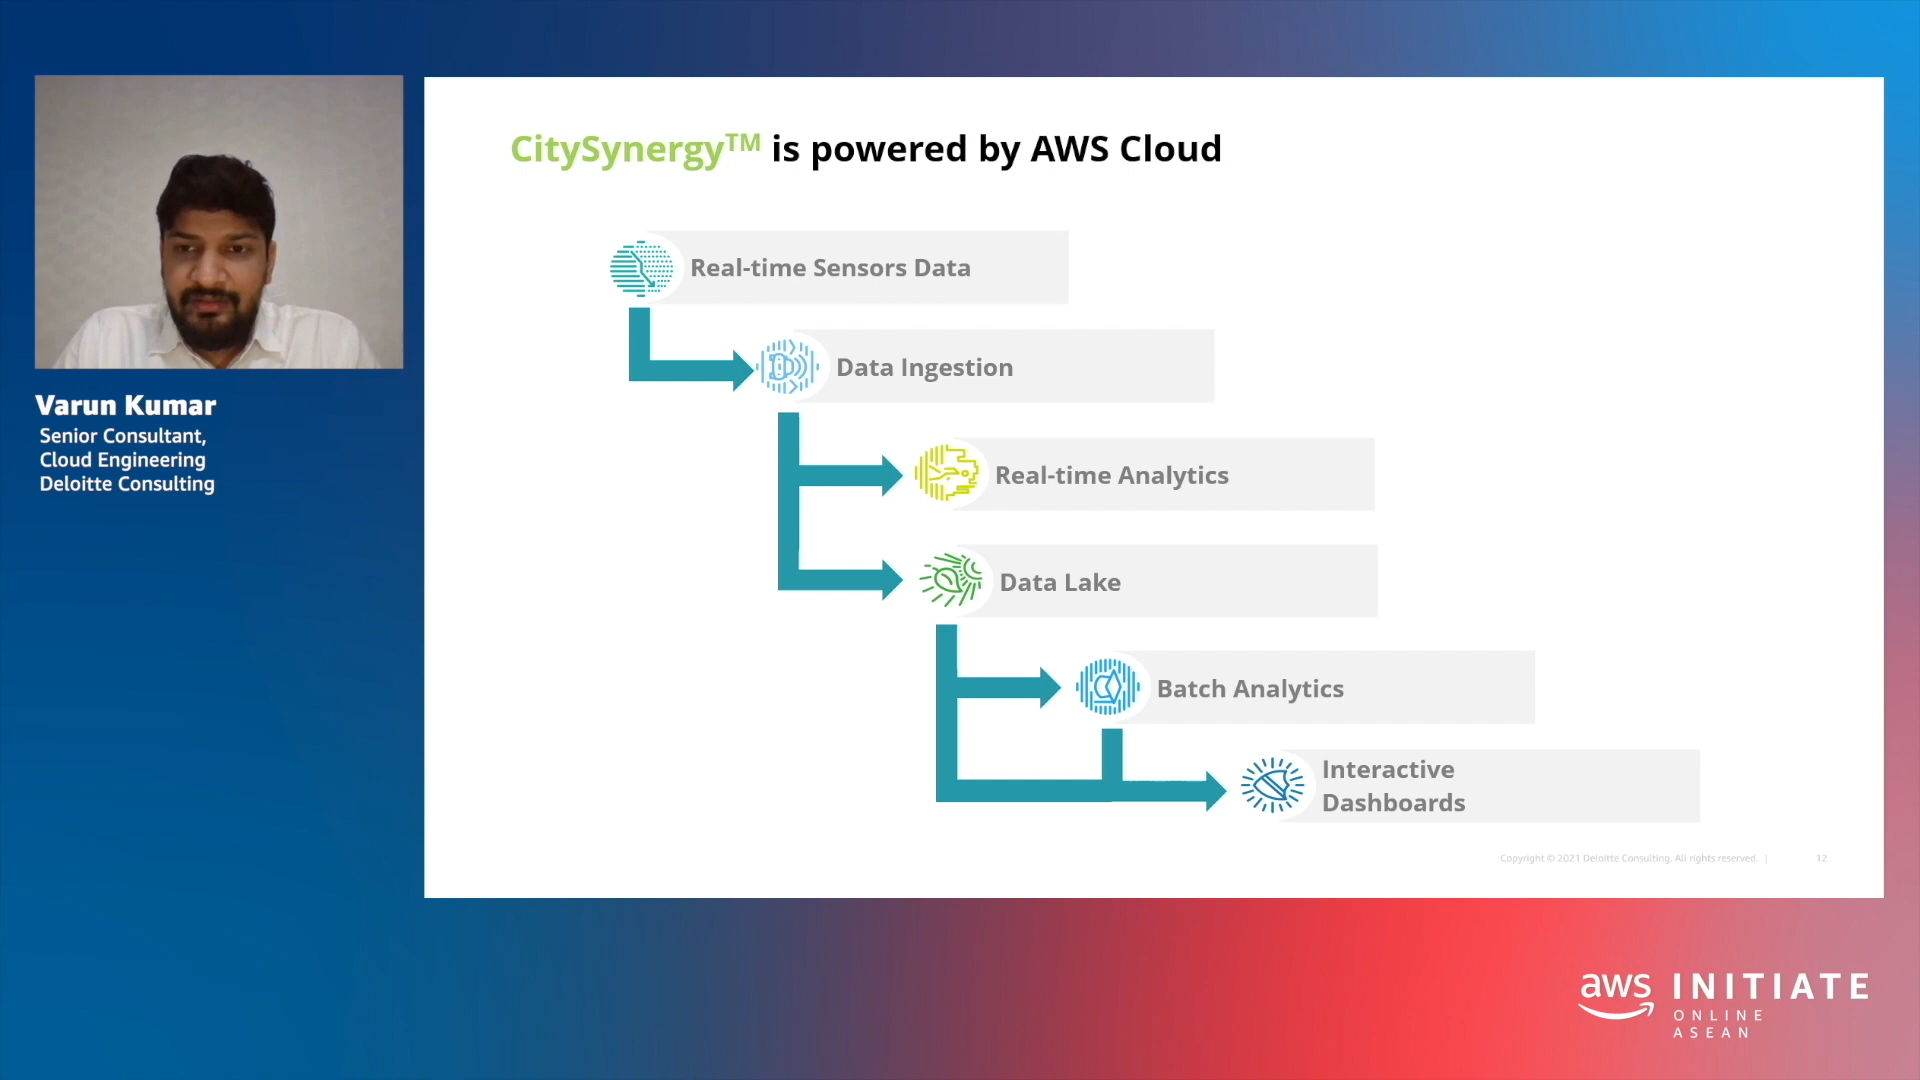 CitySynergy™ is powered by AWS Cloud
Real-time Sensors Data
Data Ingestion
Real-time Analytics
Data Lake
Batch Analytics
Interactive
Dashboards
Copyright © 2021 Deloitte Consulting. All rights reserved. |
12
Varun Kumar
Senior Consultant,
Cloud Engineering
Deloitte Consulting
aws INITIATE
ONLINE
ASEAN